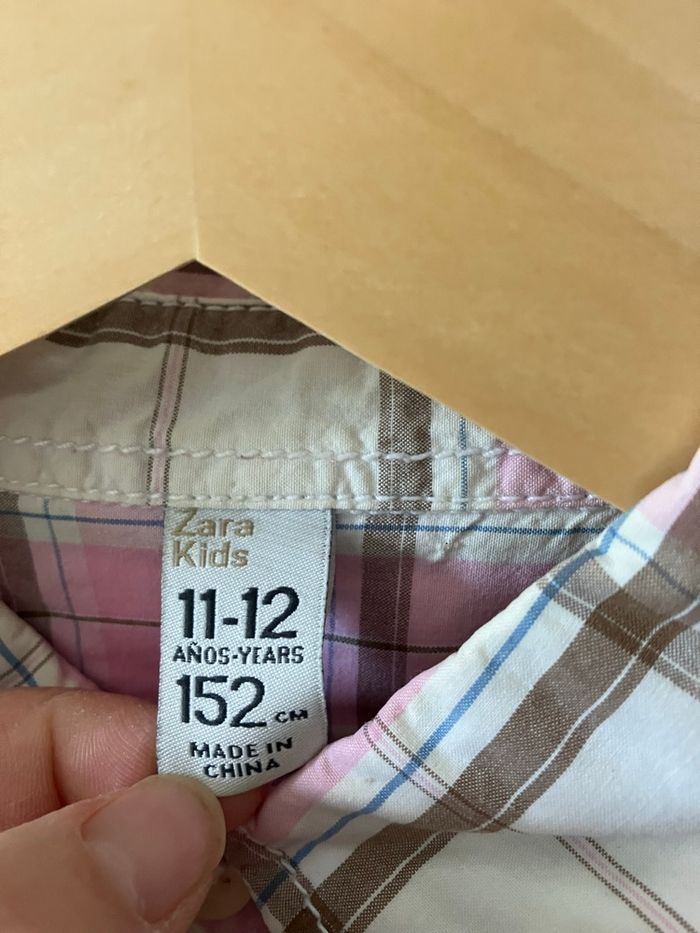 Zara
Kids
11-12
AÑOS-YEARS
152 CM
MADE IN
CHINA